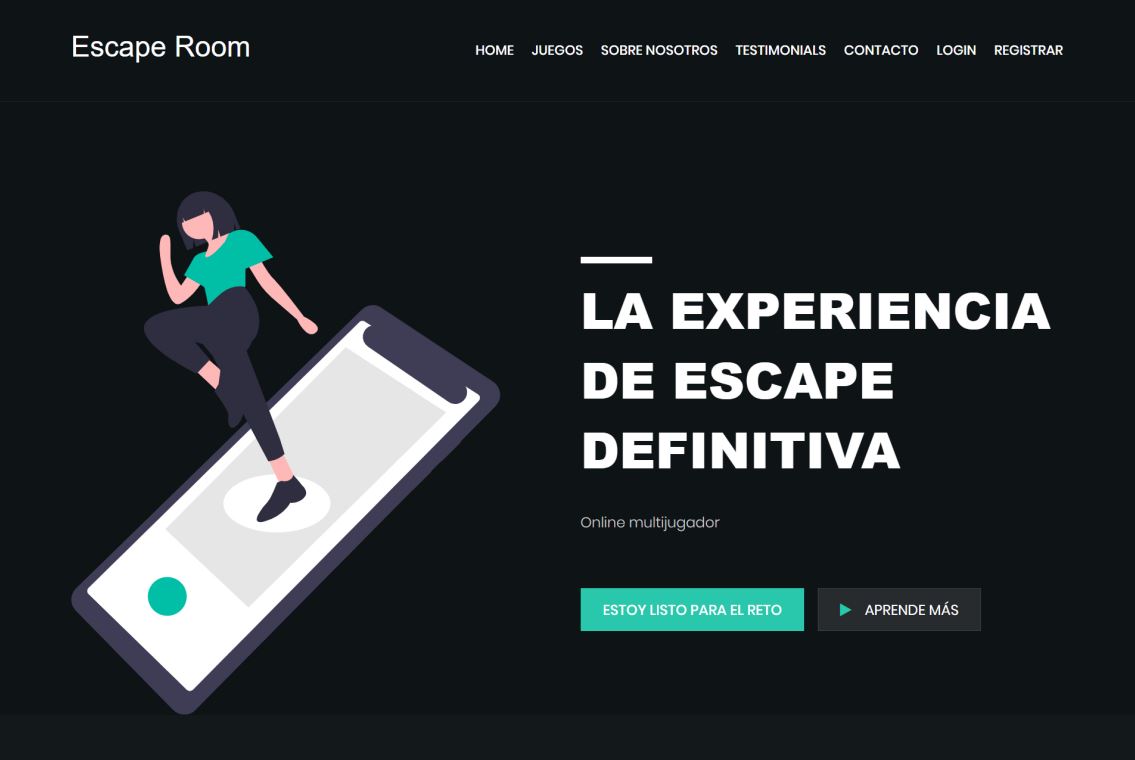 Escape Room
HOME JUEGOS SOBRE NOSOTROS TESTIMONIALS CONTACTO LOGIN REGISTRAR
LA EXPERIENCIA
DE ESCAPE
DEFINITIVA
Online multijugador
ESTOY LISTO PARA EL RETO APRENDE MÁS